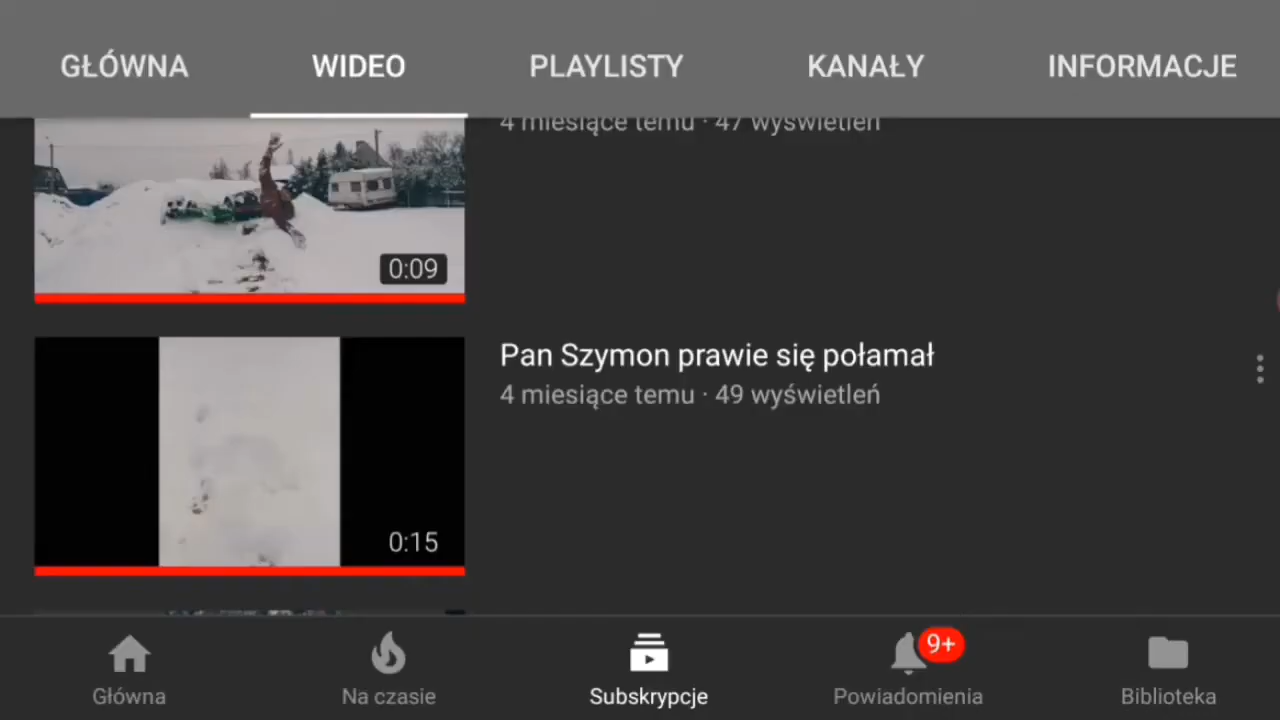 GŁÓWNA WIDEO PLAYLISTY KANAŁY INFORMACJE
4 miesiące temu · 47 wyświetleń
0:09
Pan Szymon prawie się połamał
4 miesiące temu · 49 wyświetleń
0:15
9+
Główna Na czasie Subskrypcje Powiadomienia Biblioteka